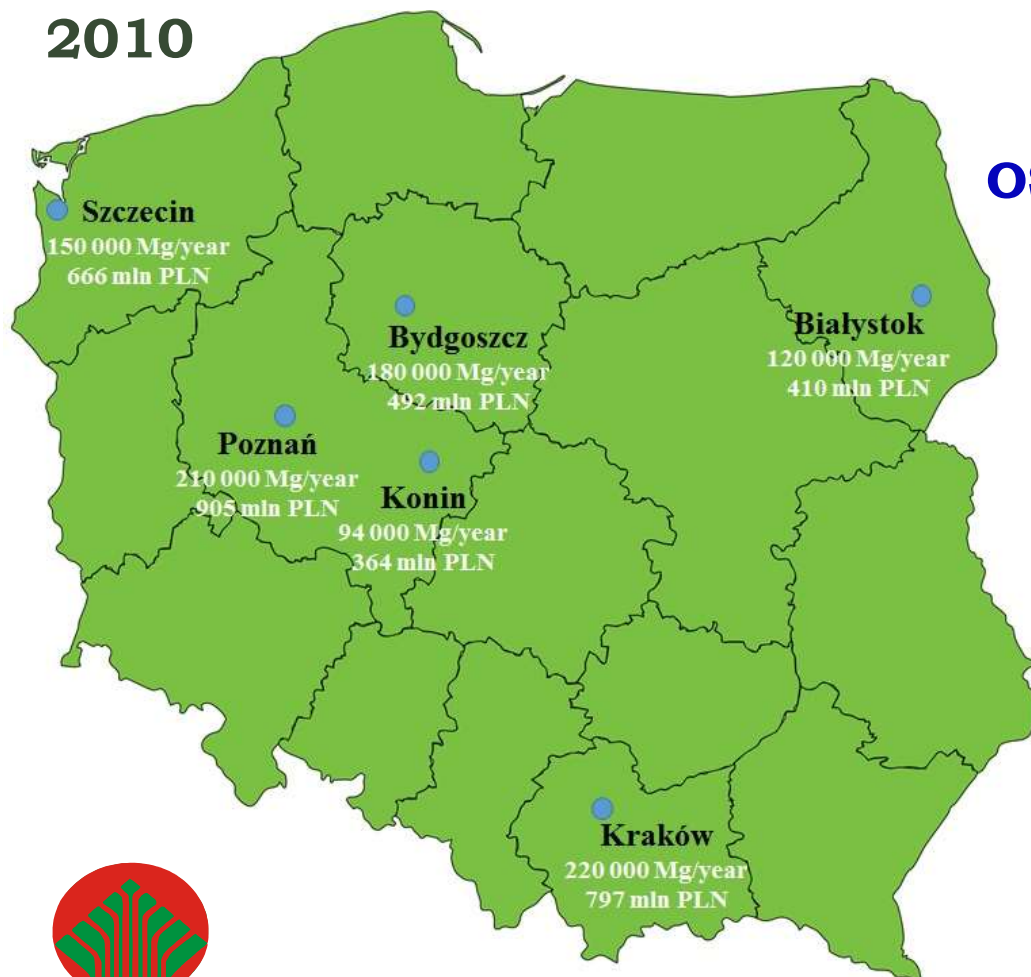 2010
OS
Szczecin
150 000 Mg/year
666 mln PLN
Bydgoszcz
180 000 Mg/year
492 mln PLN
Białystok
120 000 Mg/year
410 mln PLN
Poznań
210 000 Mg/year
905 mln PLN
Konin
94 000 Mg/year
364 mln PLN
Kraków
220 000 Mg/year
797 mln PLN